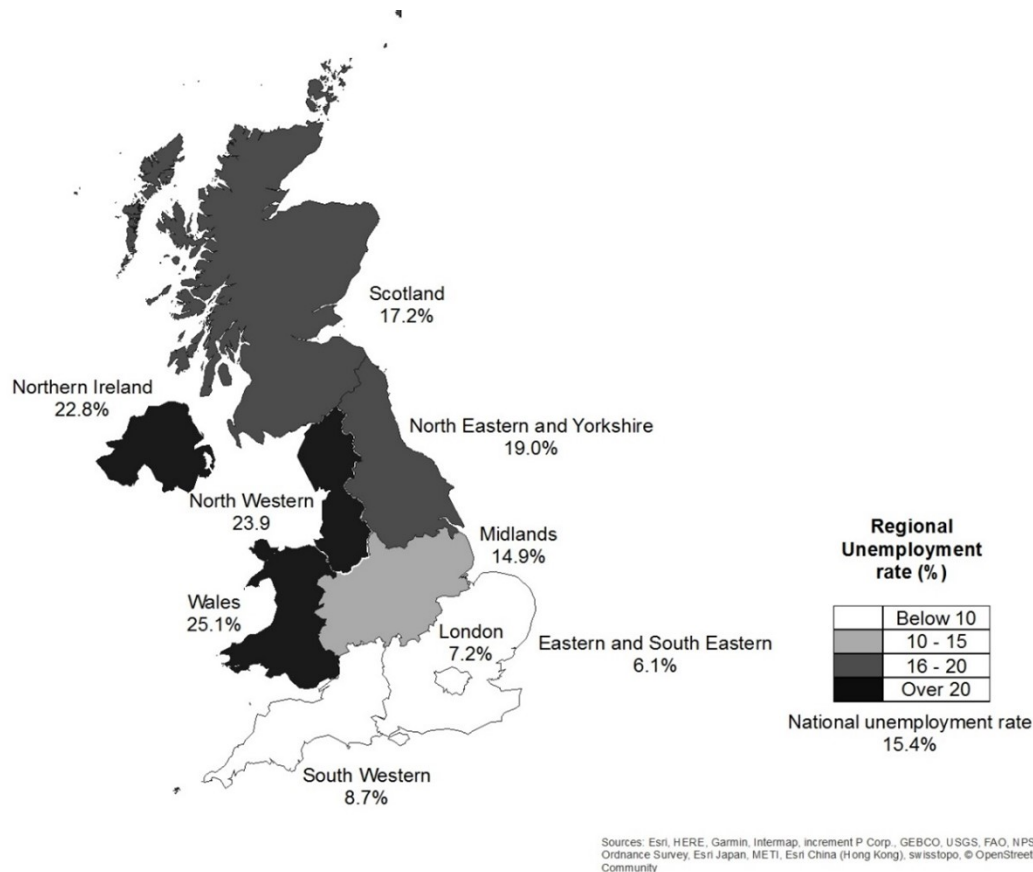 Scotland
17.2%
Northern Ireland
22.8%
North Eastern and Yorkshire
19.0%
North Western
23.9
Midlands
14.9%
Wales
25.1%
London
7.2%
Eastern and South Eastern
6.1%
South Western
8.7%
Regional
Unemployment
rate (%)
Below 10
10 - 15
16 - 20
Over 20
National unemployment rate
15.4%
Sources: Esri, HERE, Garmin, Intermap, increment P Corp., GEBCO, USGS, FAO, NPS
Ordnance Survey, Esri Japan, METI, Esri China (Hong Kong), swisstopo, © OpenStreet
Community